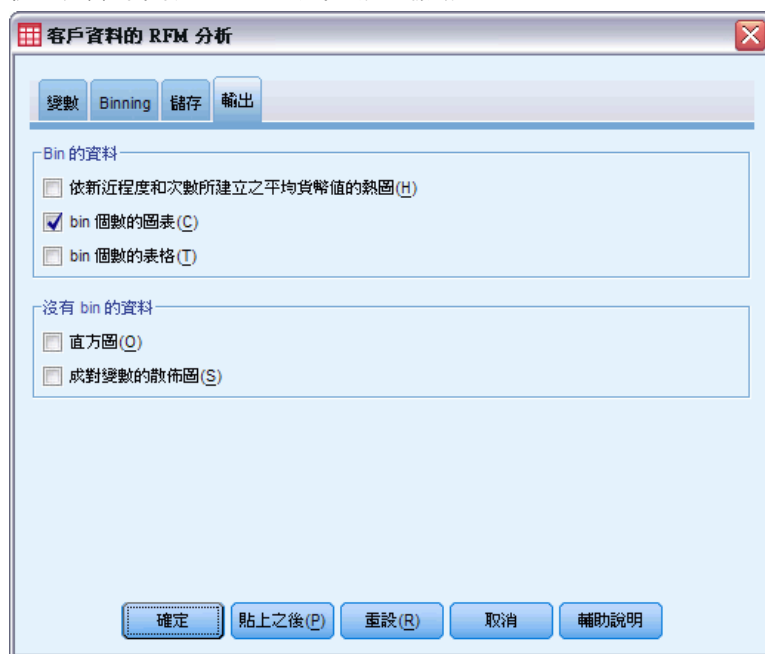 客戶資料的 RFM 分析
變數 Binning 儲存 輸出
Bin 的資料
依新近程度和次數所建立之平均貨幣值的熱圖(H)
bin 個數的圖表(C)
bin 個數的表格(T)
沒有 bin 的資料
直方圖(O)
成對變數的散佈圖(S)
確定 貼上之後(P) 重設(R) 取消 輔助說明